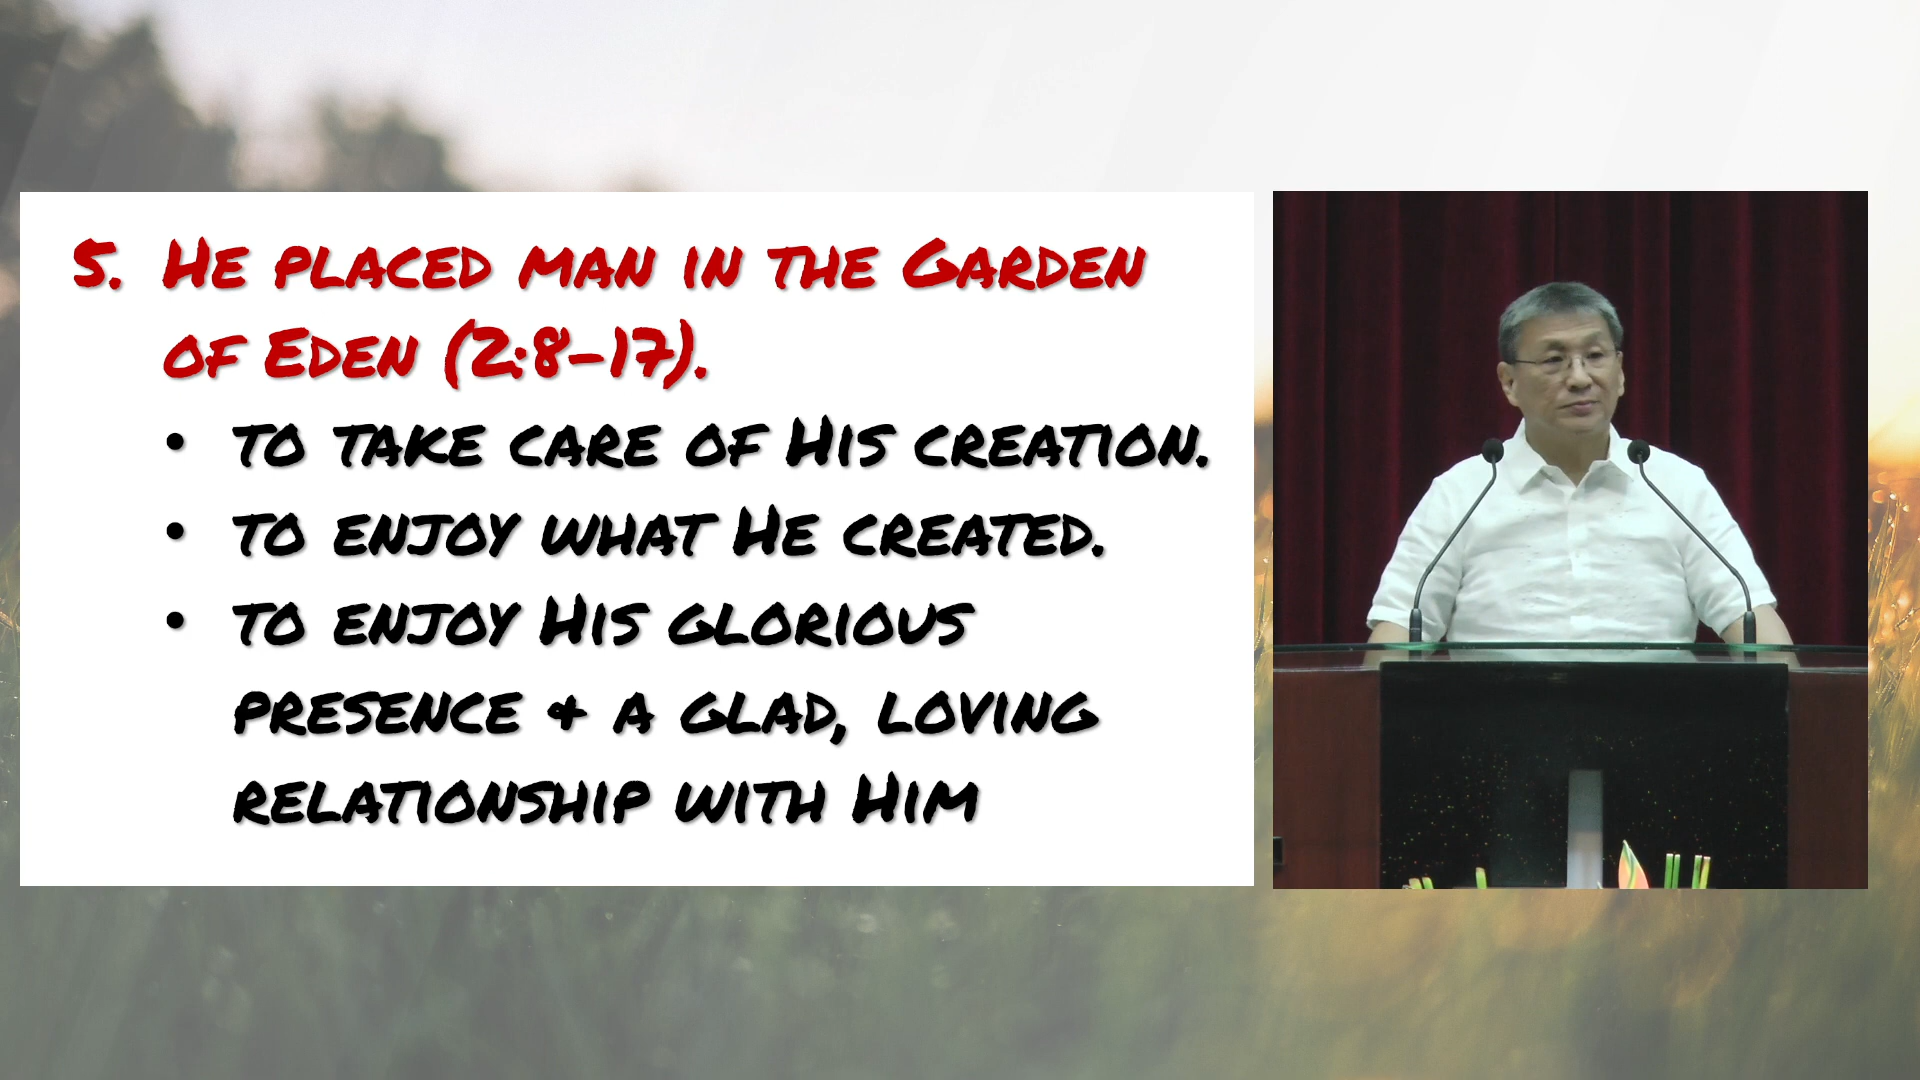 5. He placed man in the Garden
of Eden (2:8-17).
• to take care of His creation.
• to enjoy what He created.
• to enjoy His glorious
presence & a glad, loving
relationship with Him